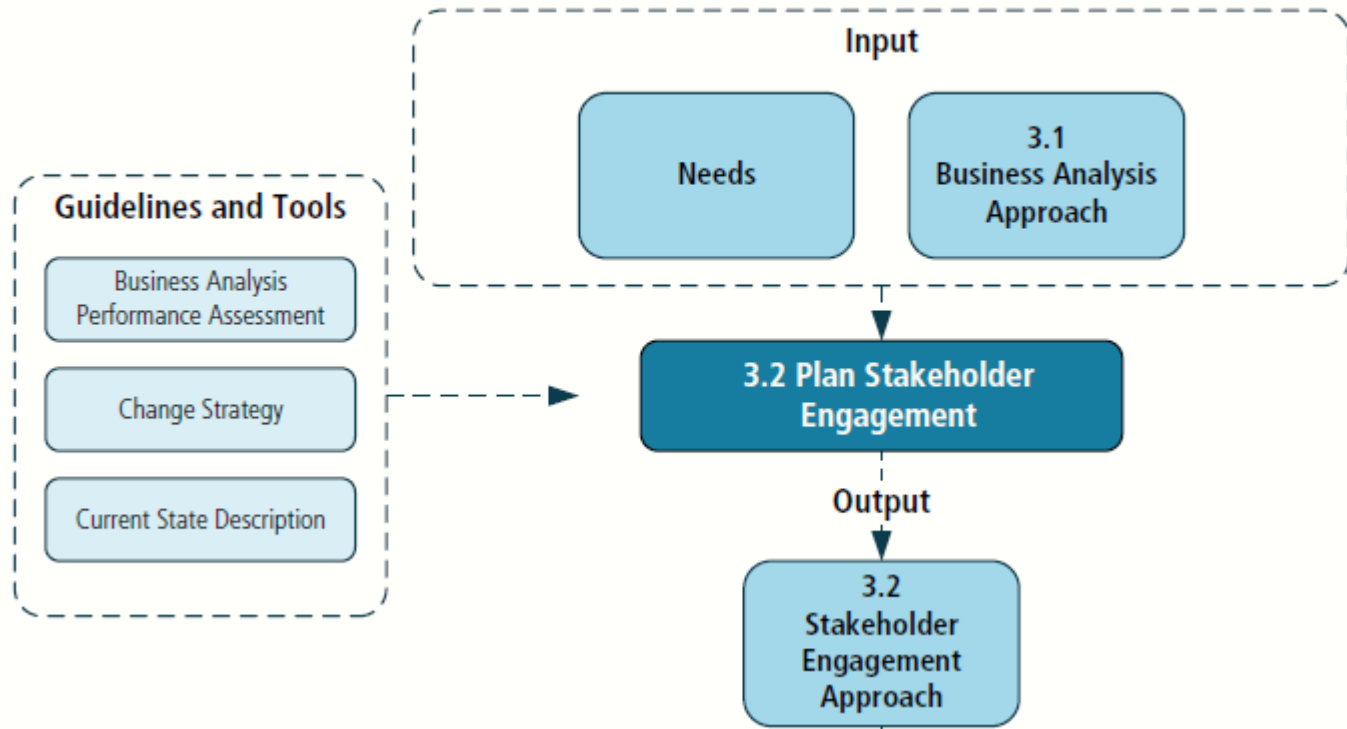 Input
Needs
3.1
Business Analysis
Approach
Guidelines and Tools
Business Analysis
Performance Assessment
Change Strategy
Current State Description
3.2 Plan Stakeholder
Engagement
Output
3.2
Stakeholder
Engagement
Approach